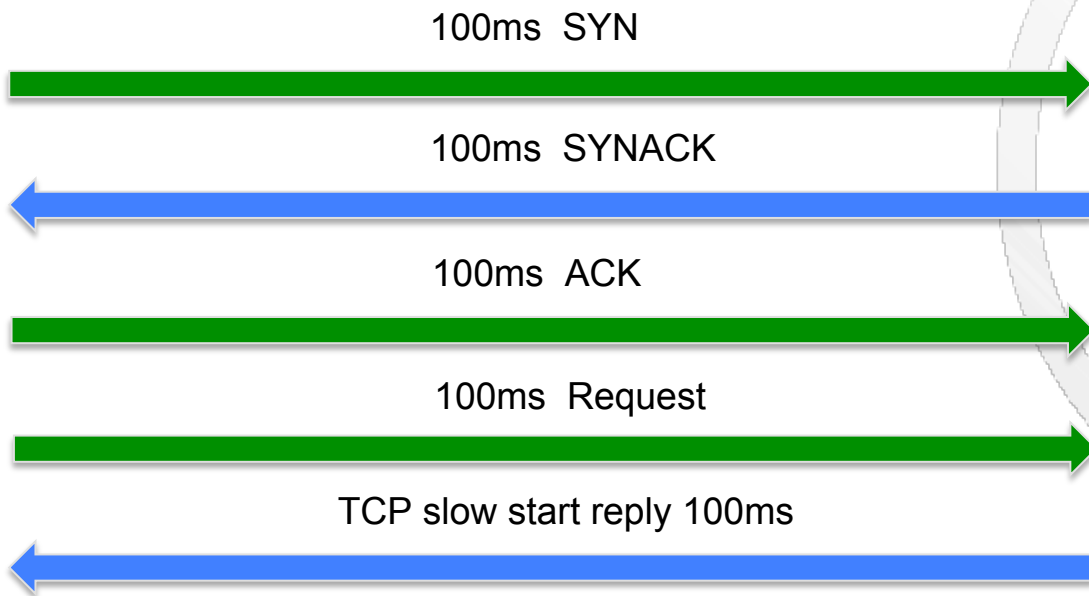 100ms SYN
100ms SYNACK
100ms ACK
100ms Request
TCP slow start reply 100ms